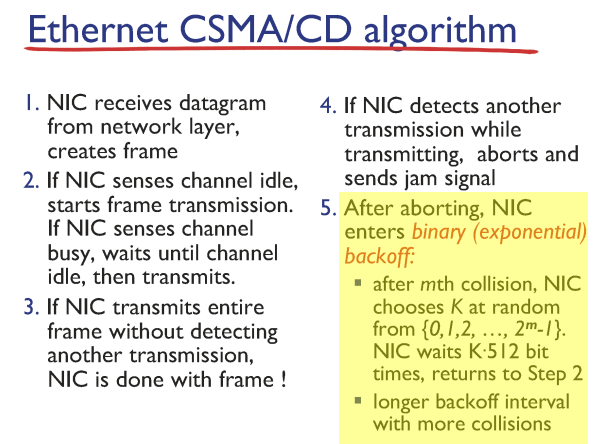 Ethernet CSMA/CD algorithm
1. NIC receives datagram
from network layer,
creates frame
2. If NIC senses channel idle,
starts frame transmission.
If NIC senses channel
busy, waits until channel
idle, then transmits.
3. If NIC transmits entire
frame without detecting
another transmission,
NIC is done with frame !
4. If NIC detects another
transmission while
transmitting, aborts and
sends jam signal
5. After aborting, NIC
enters binary (exponential)
backoff:
▪ after mth collision, NIC
chooses K at random
from {0,1,2, …, 2ᵐ-1}.
NIC waits K·512 bit
times, returns to Step 2
▪ longer backoff interval
with more collisions